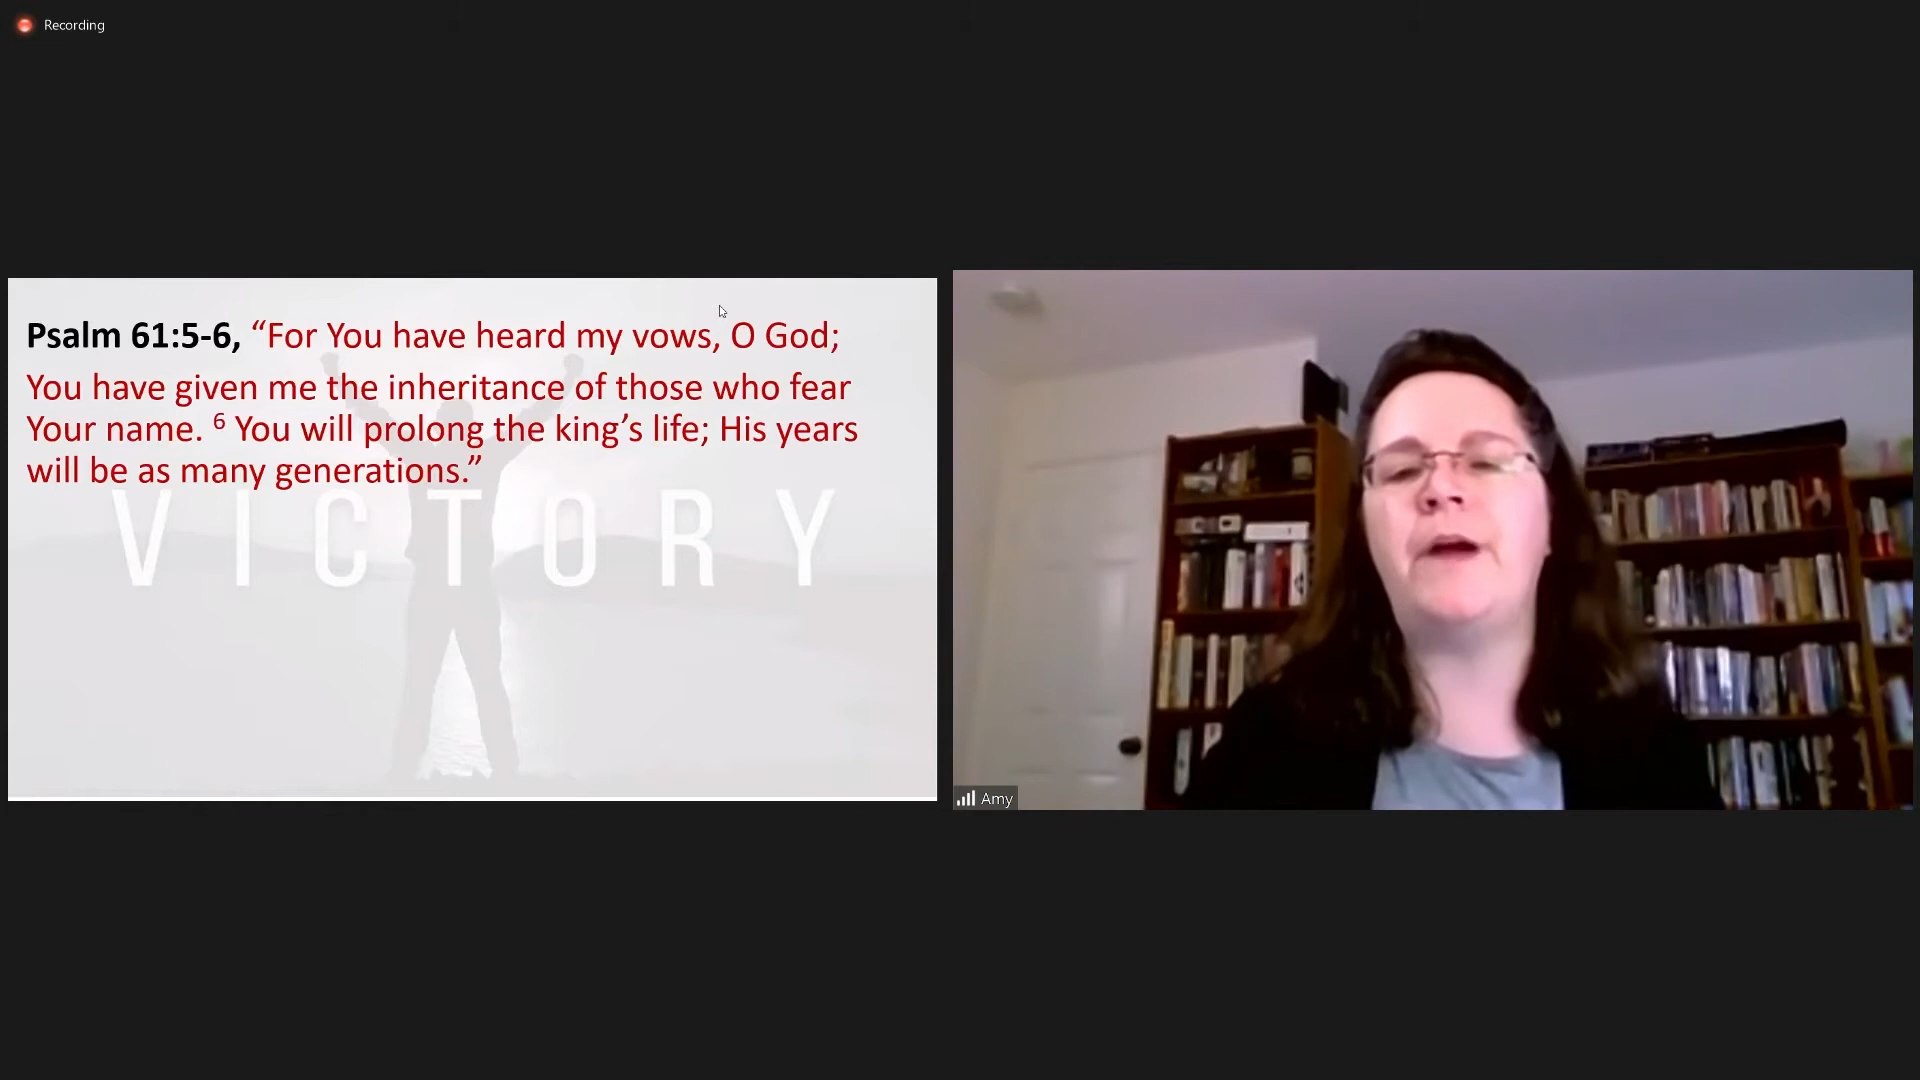 Recording
Psalm 61:5-6, “For You have heard my vows, O God;
You have given me the inheritance of those who fear
Your name. ⁶ You will prolong the king’s life; His years
will be as many generations.”
VICTORY
Amy